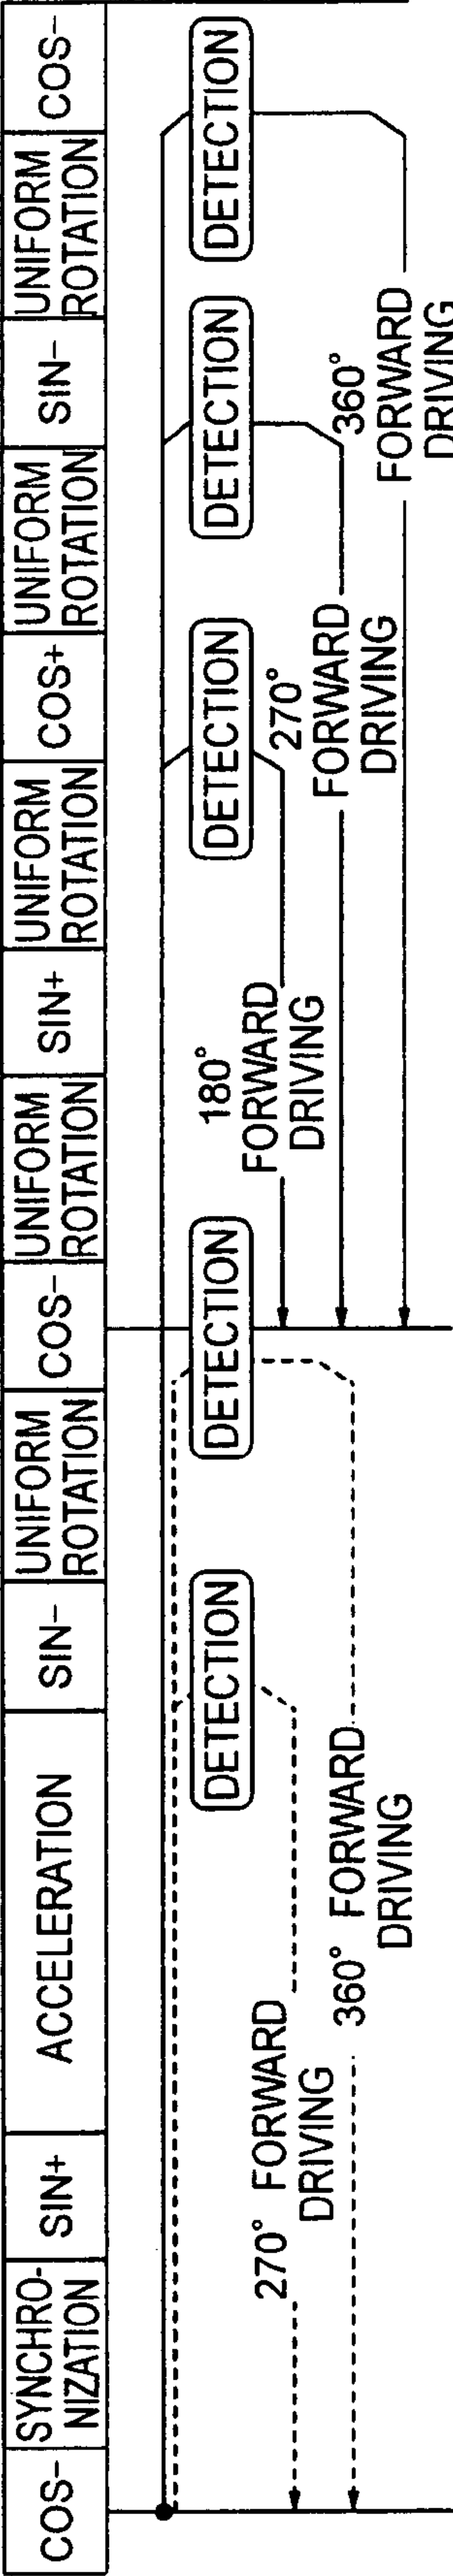 COS−
SYNCHRO-
NIZATION
SIN+
ACCELERATION
SIN−
UNIFORM
ROTATION
COS−
UNIFORM
ROTATION
SIN+
UNIFORM
ROTATION
COS+
UNIFORM
ROTATION
SIN−
UNIFORM
ROTATION
COS−
DETECTION
DETECTION
DETECTION
DETECTION
DETECTION
270° FORWARD
DRIVING
360° FORWARD
DRIVING
180°
FORWARD
DRIVING
270°
FORWARD
DRIVING
360°
FORWARD
DRIVING